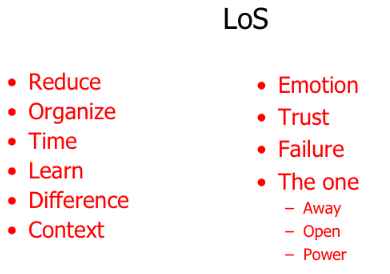 LoS
• Reduce
• Organize
• Time
• Learn
• Difference
• Context
• Emotion
• Trust
• Failure
• The one
– Away
– Open
– Power